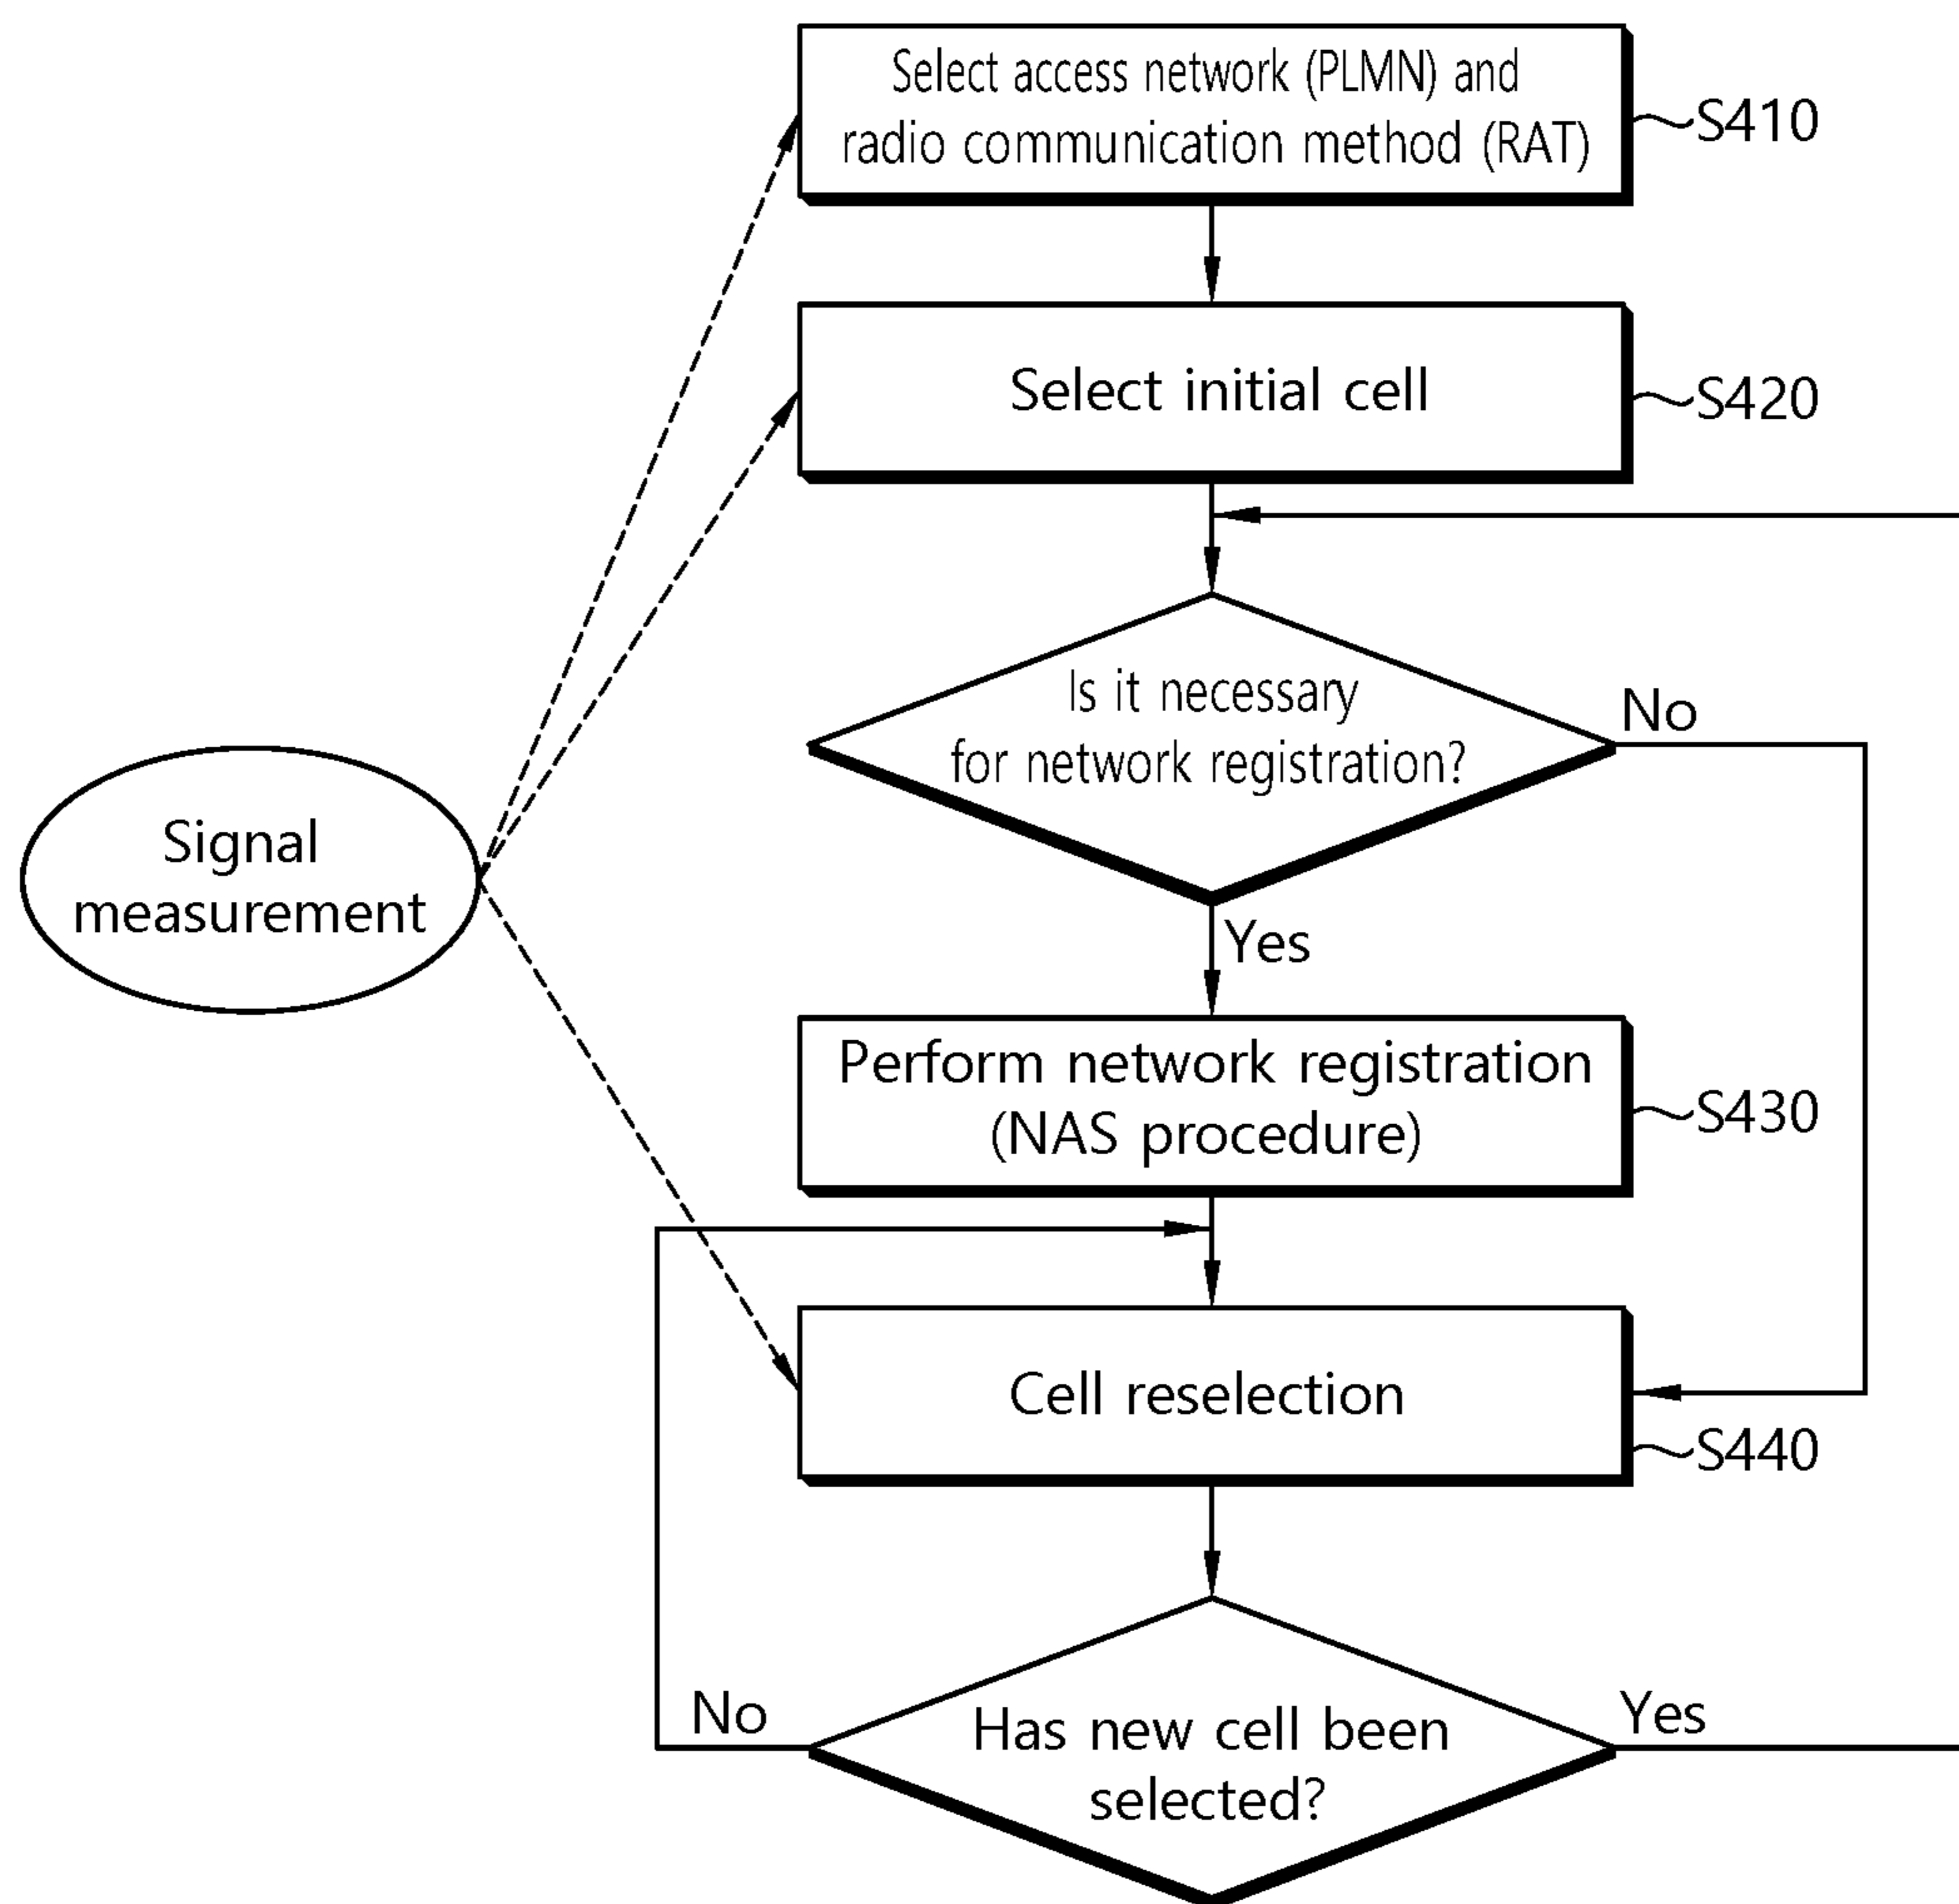 Select access network (PLMN) and
radio communication method (RAT)
S410
Select initial cell
S420
Is it necessary
for network registration?
No
Yes
Signal
measurement
Perform network registration
(NAS procedure)
S430
Cell reselection
S440
No
Has new cell been
selected?
Yes